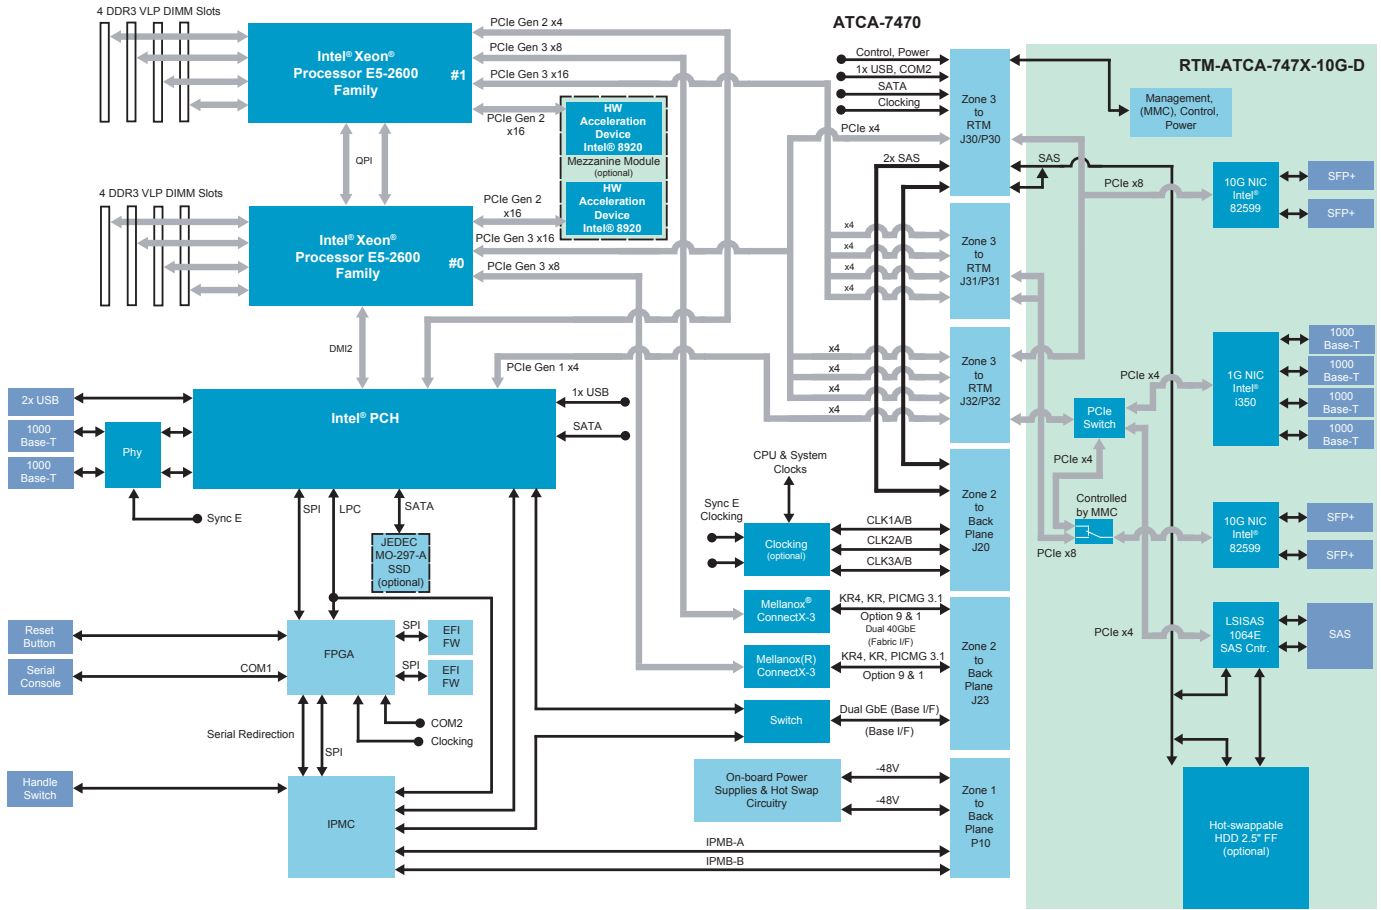 4 DDR3 VLP DIMM Slots
ATCA-7470
RTM-ATCA-747X-10G-D
Intel® Xeon®
Processor E5-2600
Family
#1
PCIe Gen 2 x4
PCIe Gen 3 x8
PCIe Gen 3 x16
PCIe Gen 2
x16
HW
Acceleration
Device
Intel® 8920
Mezzanine Module
(optional)
HW
Acceleration
Device
Intel® 8920
QPI
4 DDR3 VLP DIMM Slots
Intel® Xeon®
Processor E5-2600
Family
#0
PCIe Gen 2
x16
PCIe Gen 3 x16
PCIe Gen 3 x8
DMI2
PCIe Gen 1 x4
Control, Power
1x USB, COM2
SATA
Clocking
PCIe x4
2x SAS
Zone 3
to
RTM
J30/P30
x4
x4
x4
x4
Zone 3
to
RTM
J31/P31
x4
x4
x4
x4
Zone 3
to
RTM
J32/P32
Management,
(MMC), Control,
Power
SAS
PCIe x8
10G NIC
Intel®
82599
SFP+
SFP+
1G NIC
Intel®
i350
1000
Base-T
1000
Base-T
1000
Base-T
1000
Base-T
PCIe x4
PCIe
Switch
PCIe x4
Controlled
by MMC
PCIe x8
10G NIC
Intel®
82599
SFP+
SFP+
PCIe x4
LSISAS
1064E
SAS Cntr.
SAS
Hot-swappable
HDD 2.5" FF
(optional)
2x USB
1000
Base-T
1000
Base-T
Phy
Sync E
Intel® PCH
1x USB
SATA
SPI
LPC
SATA
JEDEC
MO-297-A
SSD
(optional)
CPU & System
Clocks
Sync E
Clocking
Clocking
(optional)
CLK1A/B
CLK2A/B
CLK3A/B
Zone 2
to
Back
Plane
J20
Mellanox®
ConnectX-3
KR4, KR, PICMG 3.1
Option 9 & 1
Dual 40GbE
(Fabric I/F)
Mellanox(R)
ConnectX-3
KR4, KR, PICMG 3.1
Option 9 & 1
Switch
Dual GbE (Base I/F)
(Base I/F)
Zone 2
to
Back
Plane
J23
Reset
Button
Serial
Console
COM1
FPGA
SPI
EFI
FW
SPI
EFI
FW
COM2
Clocking
Serial Redirection
SPI
Handle
Switch
IPMC
On-board Power
Supplies & Hot Swap
Circuitry
-48V
-48V
IPMB-A
IPMB-B
Zone 1
to
Back
Plane
P10